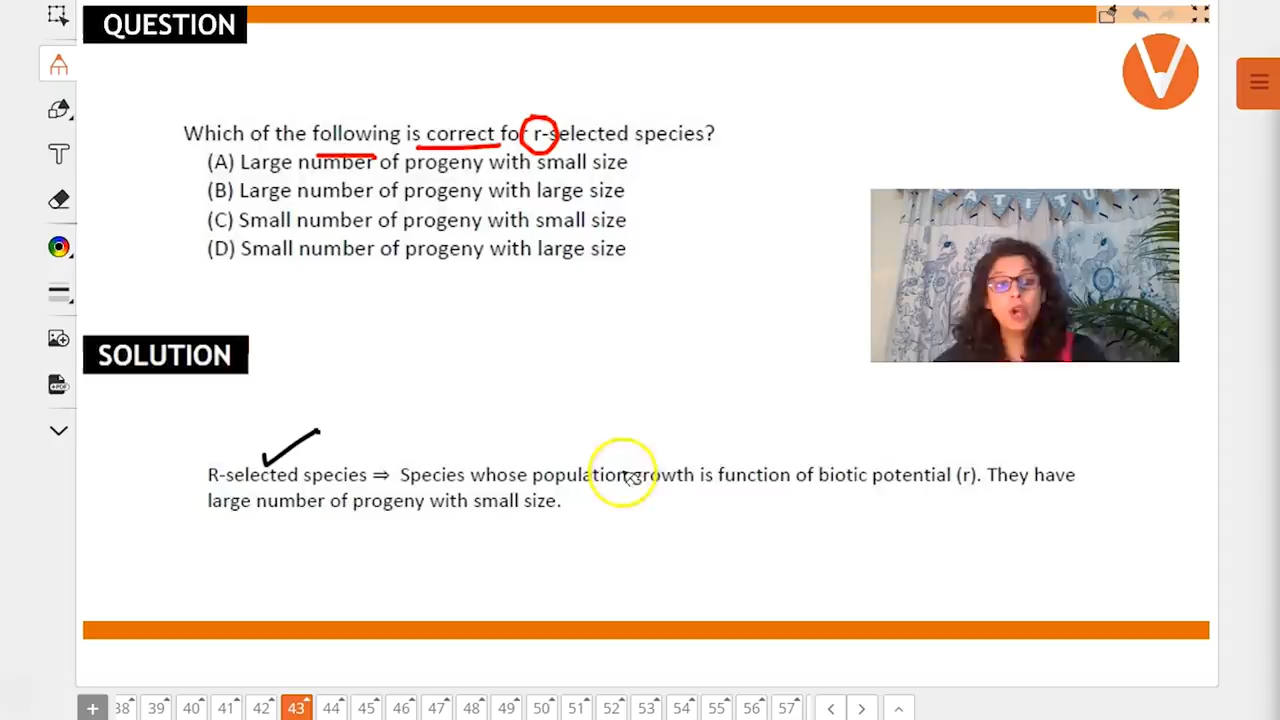 QUESTION
Which of the following is correct for r-selected species?
(A) Large number of progeny with small size
(B) Large number of progeny with large size
(C) Small number of progeny with small size
(D) Small number of progeny with large size
ATITU
SOLUTION
R-selected species ⇒ Species whose population growth is function of biotic potential (r). They have
large number of progeny with small size.
+ 38 39 40 41 42 43 44 45 46 47 48 49 50 51 52 53 54 55 56 57